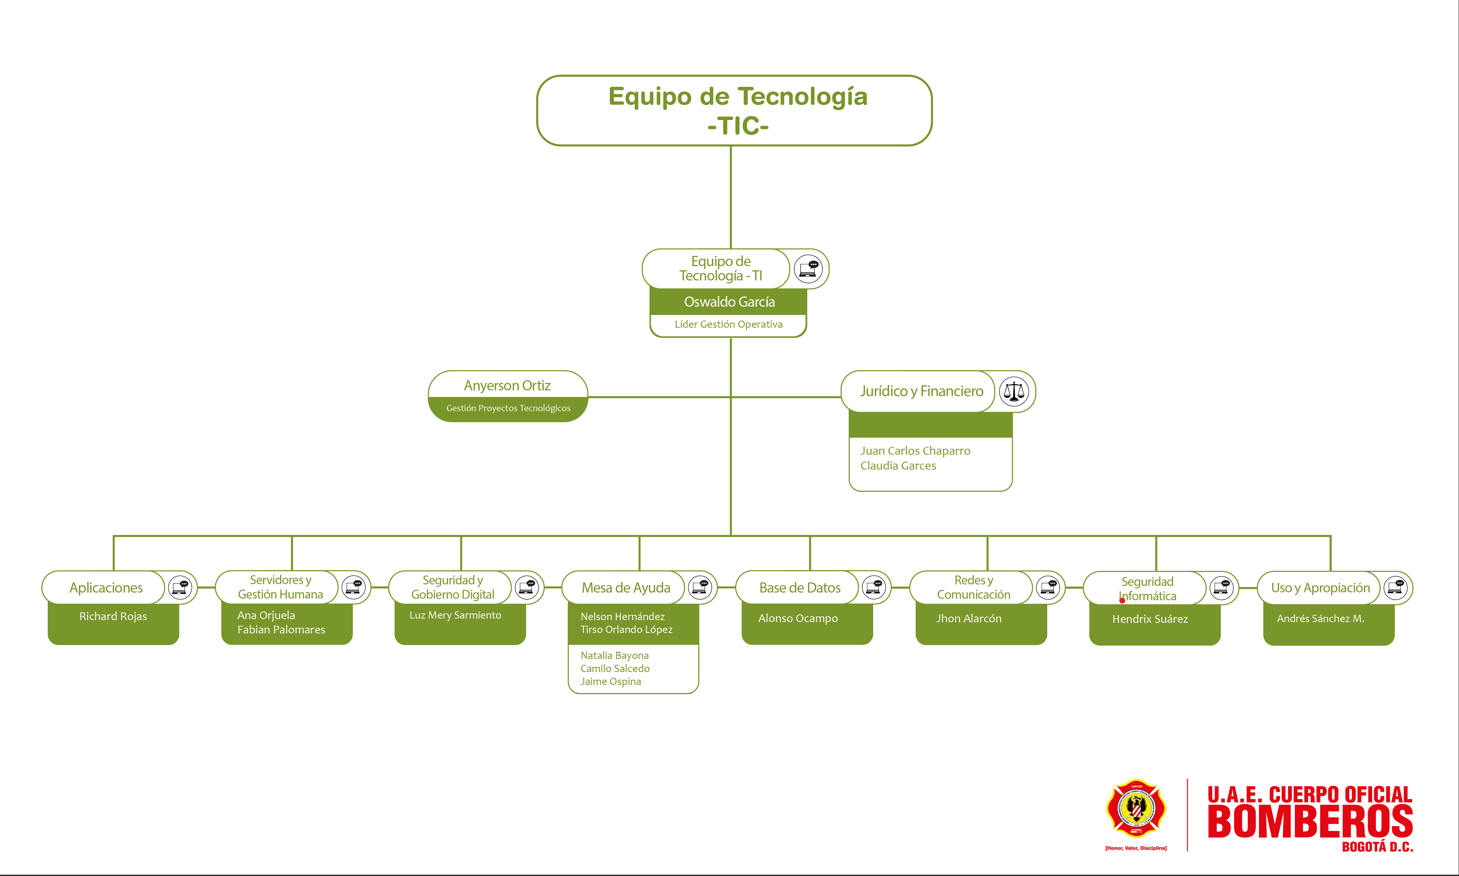 Equipo de Tecnología
-TIC-
Equipo de
Tecnología - TI
Oswaldo García
Líder Gestión Operativa
Anyerson Ortiz
Gestión Proyectos Tecnológicos
Jurídico y Financiero
Juan Carlos Chaparro
Claudia Garces
Aplicaciones
Richard Rojas
Servidores y
Gestión Humana
Ana Orjuela
Fabian Palomares
Seguridad y
Gobierno Digital
Luz Mery Sarmiento
Mesa de Ayuda
Nelson Hernández
Tirso Orlando López
Natalia Bayona
Camilo Salcedo
Jaime Ospina
Base de Datos
Alonso Ocampo
Redes y
Comunicación
Jhon Alarcón
Seguridad
Informática
Hendrix Suárez
Uso y Apropiación
Andrés Sánchez M.
[Honor, Valor, Disciplina]
U.A.E. CUERPO OFICIAL
BOMBEROS
BOGOTÁ D.C.